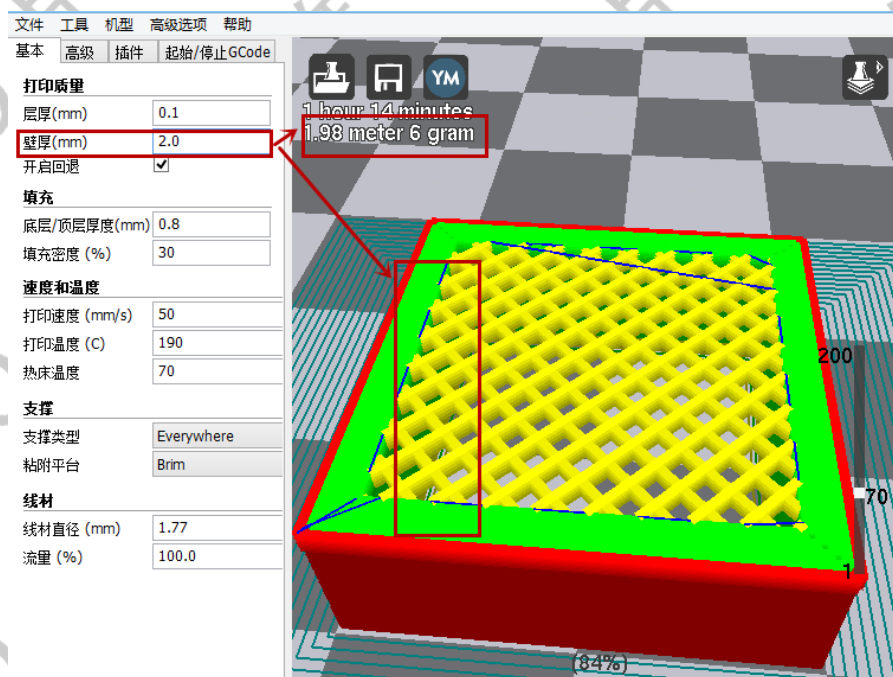 文件 工具 机型 高级选项 帮助
基本 高级 插件 起始/停止GCode
打印质量
层厚(mm) 0.1
壁厚(mm) 2.0
开启回退
填充
底层/顶层厚度(mm) 0.8
填充密度 (%) 30
速度和温度
打印速度 (mm/s) 50
打印温度 (C) 190
热床温度 70
支撑
支撑类型 Everywhere
粘附平台 Brim
线材
线材直径 (mm) 1.77
流量 (%) 100.0
YM
1 hour 14 minutes
1.98 meter 6 gram
200
70
1
(84%)